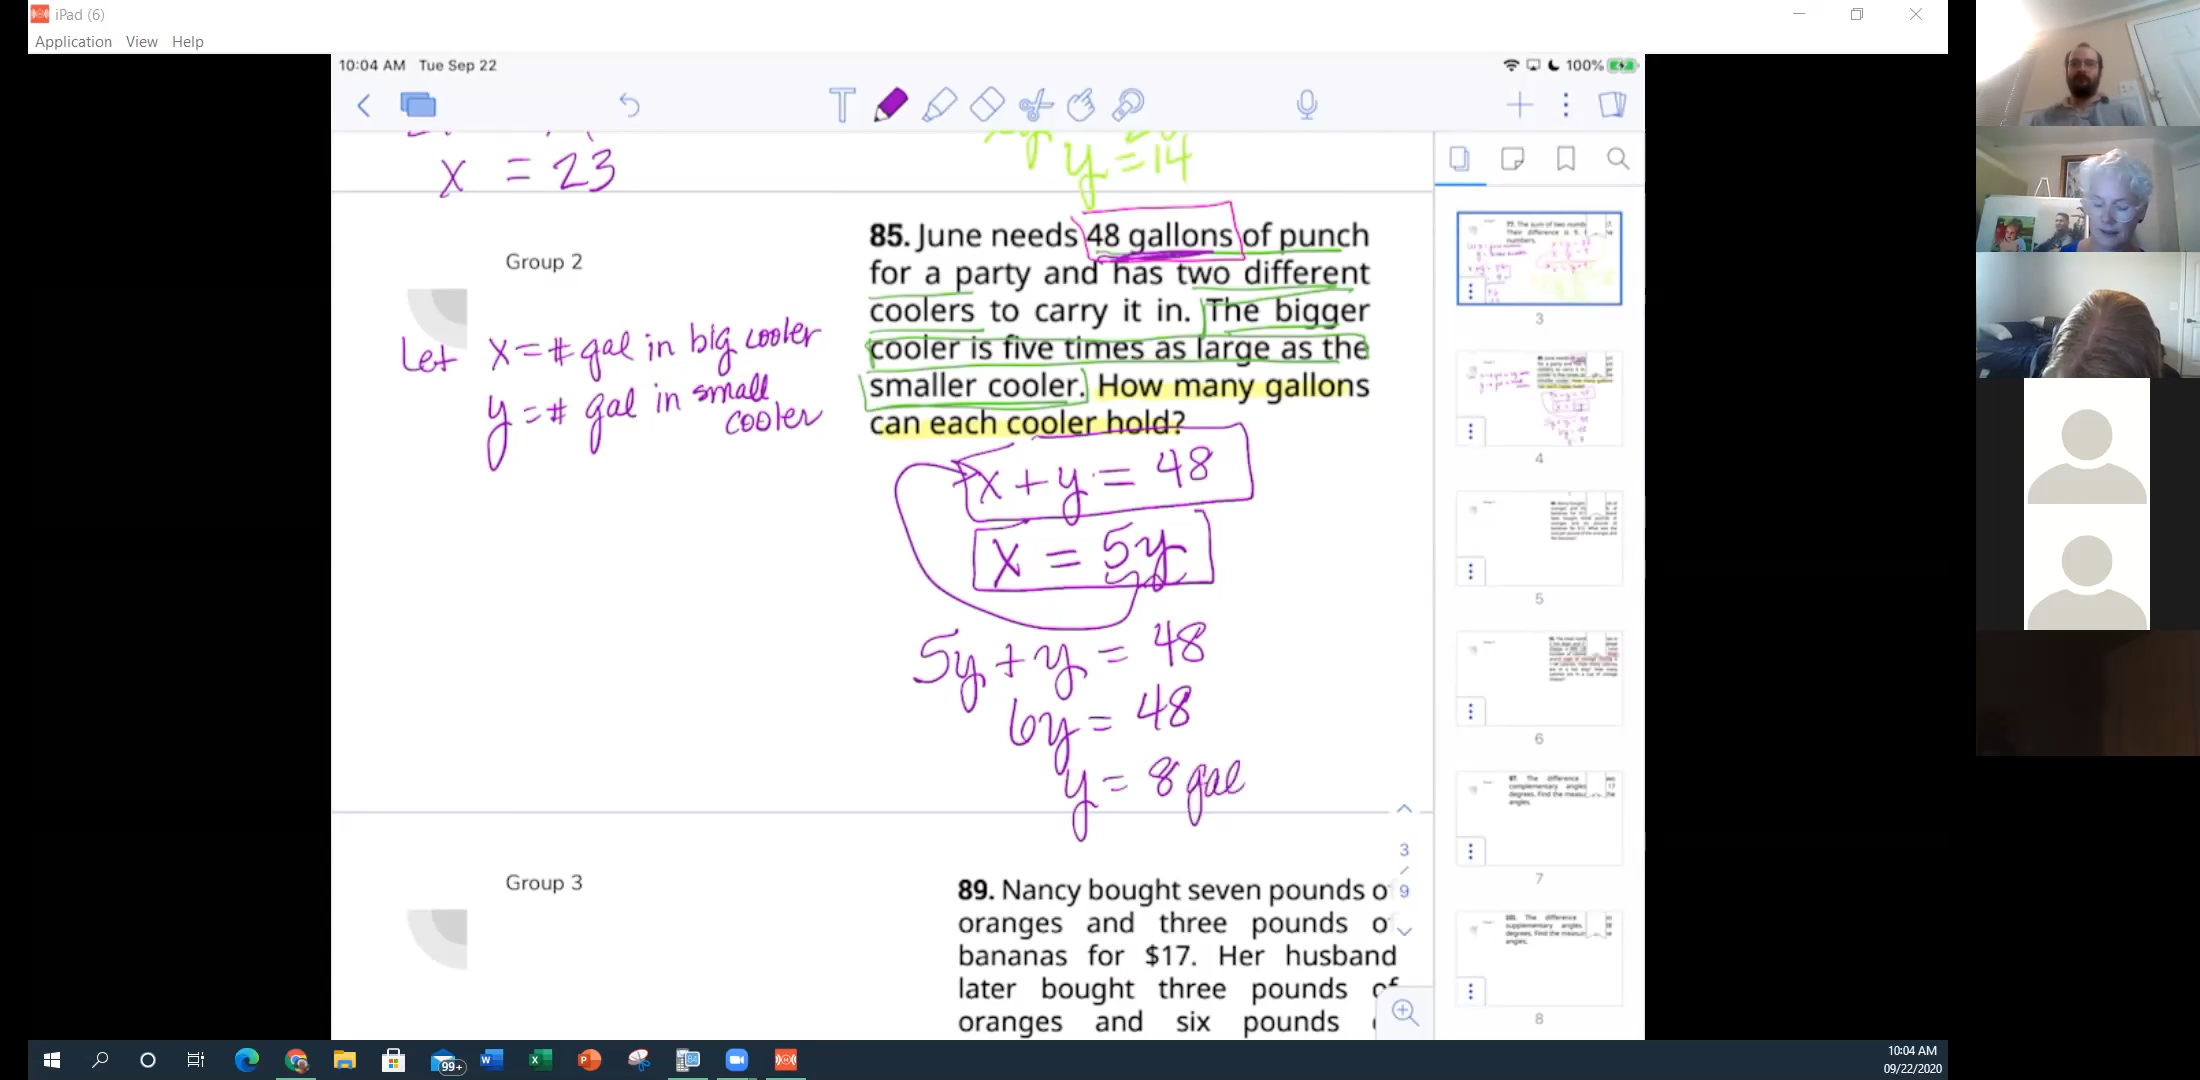 iPad (6)
Application View Help
10:04 AM Tue Sep 22
100%
x = 23
y = 14
Group 2
85. June needs 48 gallons of punch
for a party and has two different
coolers to carry it in. The bigger
cooler is five times as large as the
smaller cooler. How many gallons
can each cooler hold?
Let x = # gal in big cooler
y = # gal in small
cooler
x + y = 48
x = 5y
5y + y = 48
6y = 48
y = 8 gal
Group 3
89. Nancy bought seven pounds
oranges and three pounds
bananas for $17. Her husband
later bought three pounds of
oranges and six pounds
3
/
9
3
4
5
6
7
8
99+
10:04 AM
09/22/2020